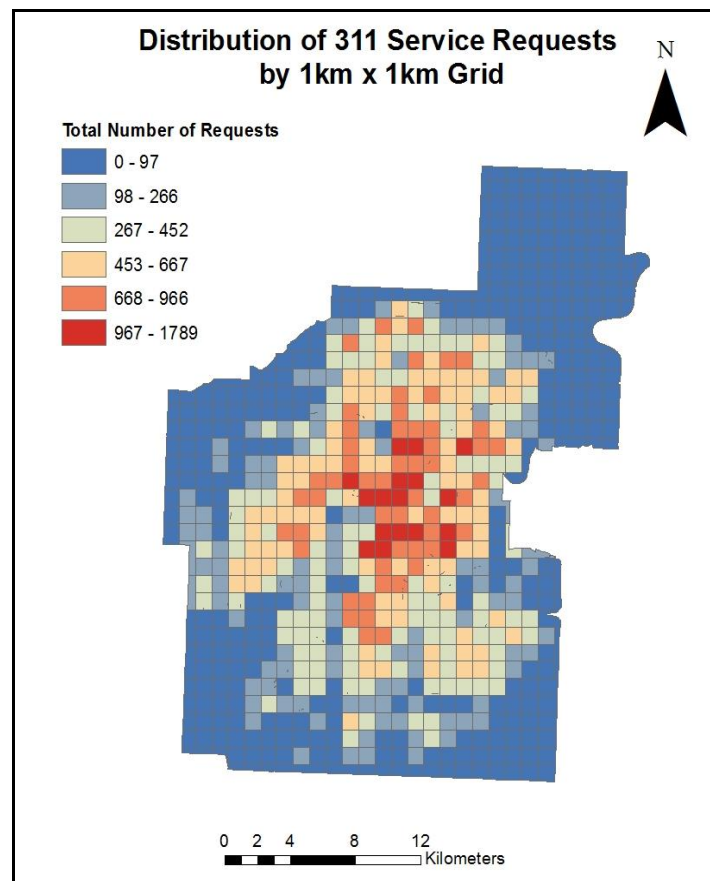 Distribution of 311 Service Requests
by 1km x 1km Grid
N
Total Number of Requests
0 - 97
98 - 266
267 - 452
453 - 667
668 - 966
967 - 1789
0 2 4 8 12
Kilometers